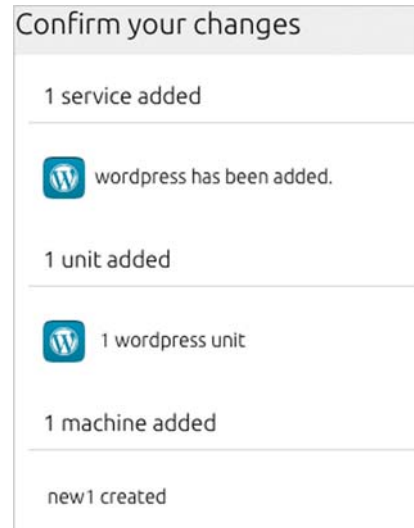 Confirm your changes
1 service added
wordpress has been added.
1 unit added
1 wordpress unit
1 machine added
new1 created